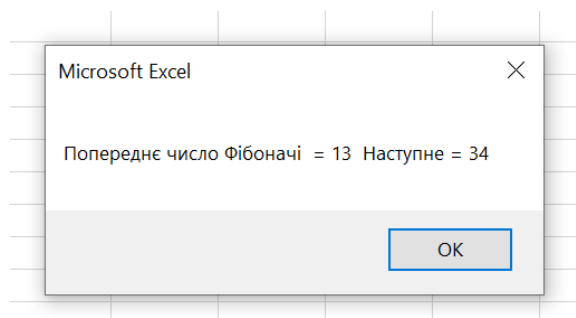 Microsoft Excel
Попереднє число Фібоначі = 13 Наступне = 34
OK